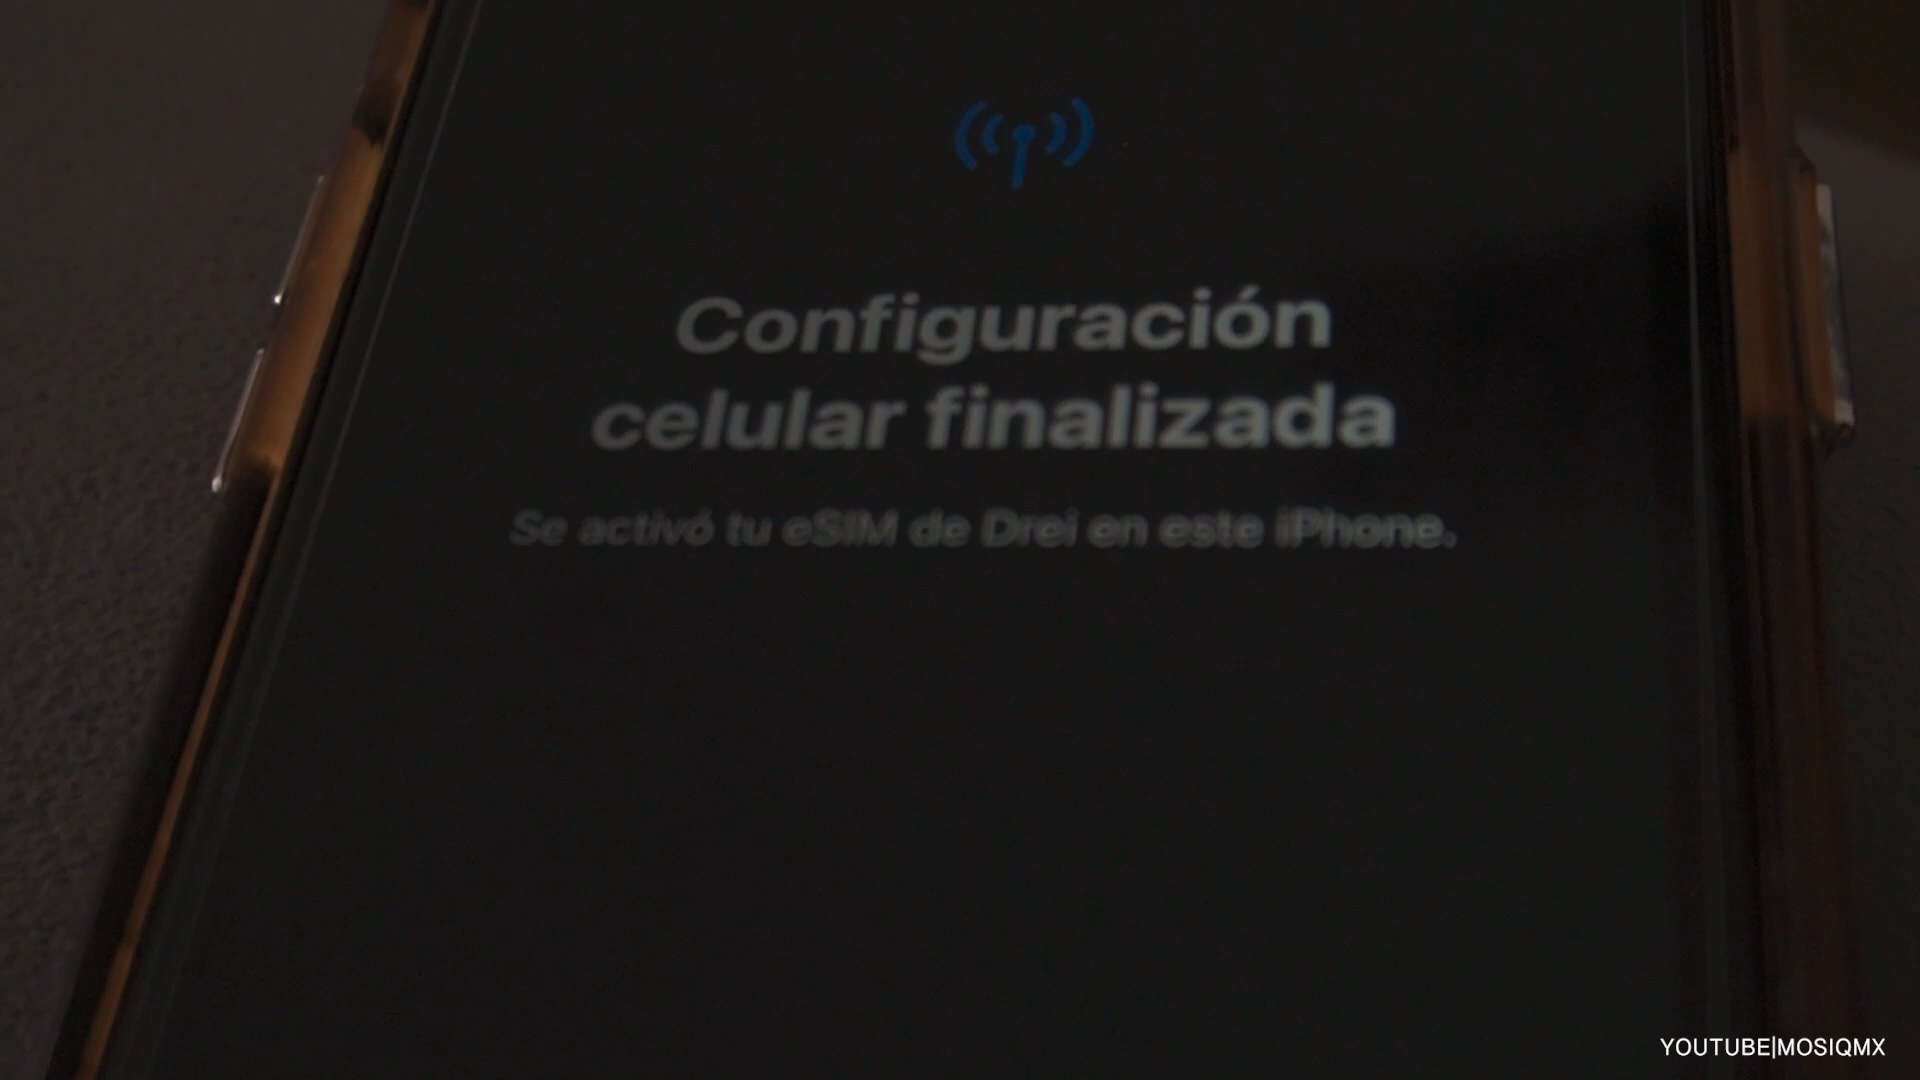 Configuración
celular finalizada
Se activó tu eSIM de Drei en este iPhone.
YOUTUBE|MOSIQMX